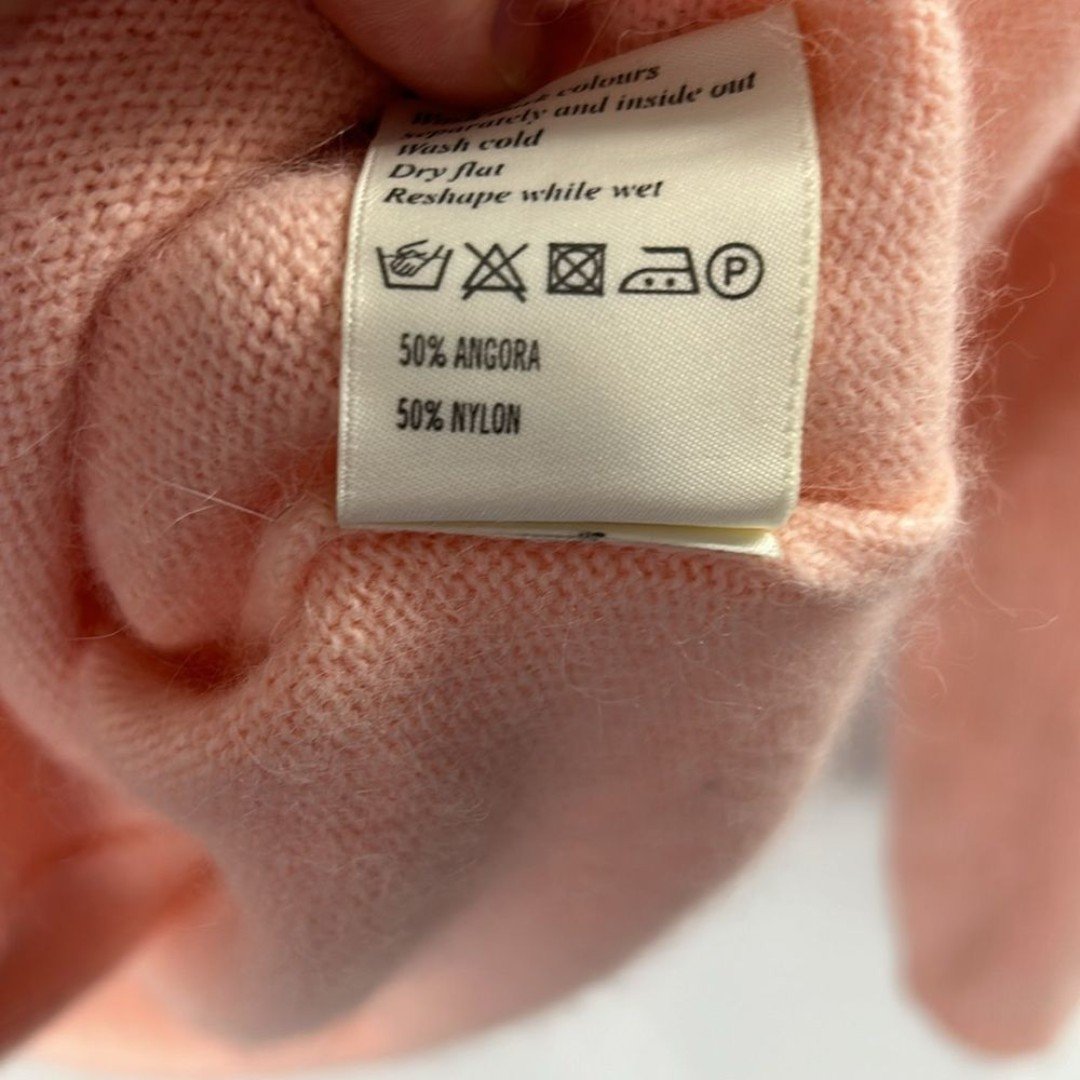 colours
separately and inside out
Wash cold
Dry flat
Reshape while wet
P
50% ANGORA
50% NYLON